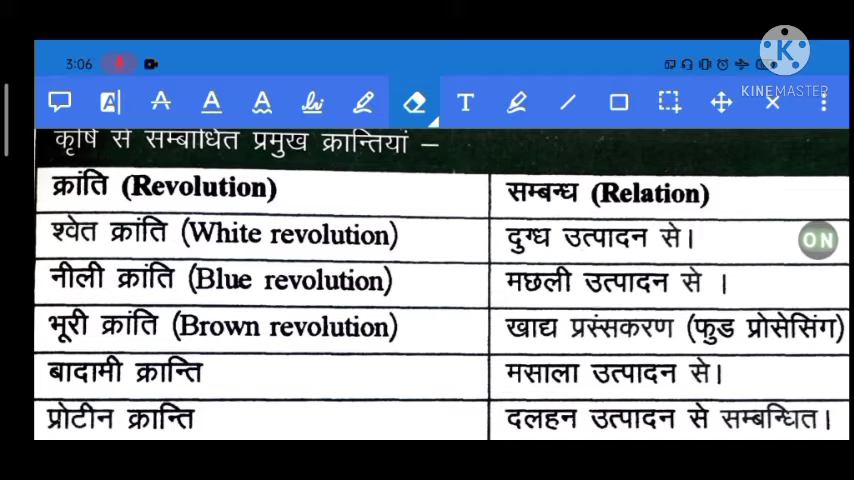 3:06
KINEMASTER
कृषि से सम्बाधित प्रमुख क्रान्तियां –
क्रांति (Revolution) सम्बन्ध (Relation)
श्वेत क्रांति (White revolution) दुग्ध उत्पादन से।
ON
नीली क्रांति (Blue revolution) मछली उत्पादन से ।
भूरी क्रांति (Brown revolution) खाद्य प्रसंसकरण (फुड प्रोसेसिंग)
बादामी क्रान्ति मसाला उत्पादन से।
प्रोटीन क्रान्ति दलहन उत्पादन से सम्बन्धित।